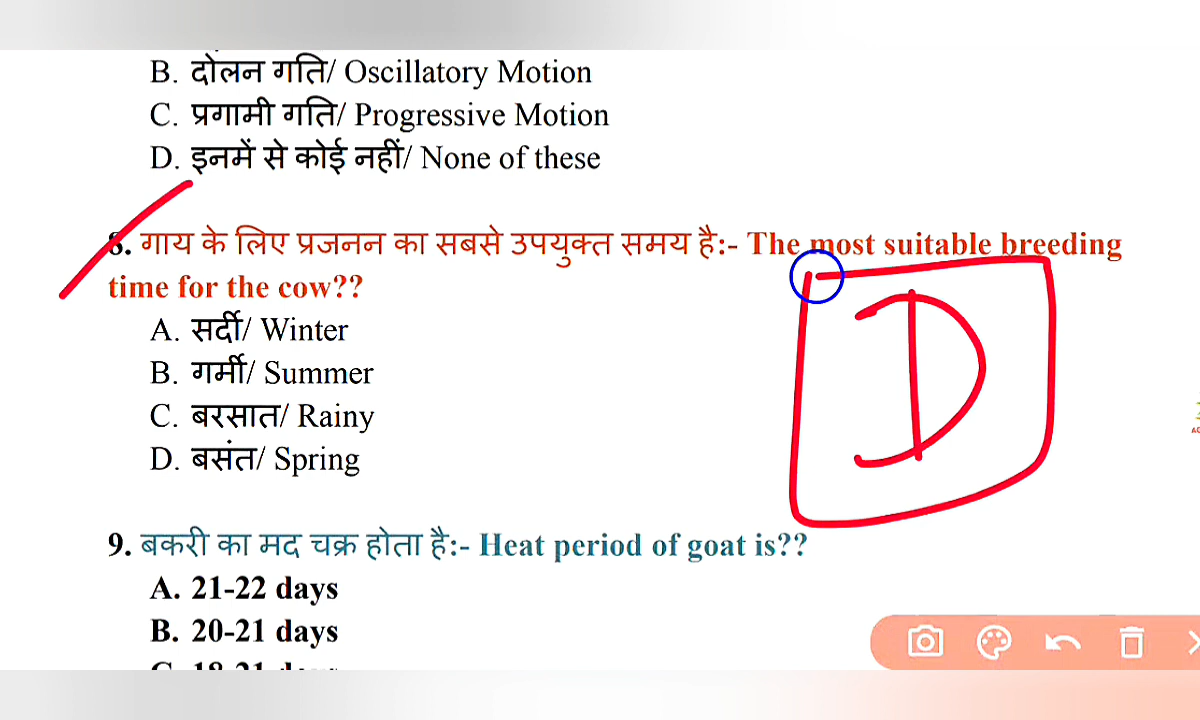 B. दोलन गति/ Oscillatory Motion
C. प्रगामी गति/ Progressive Motion
D. इनमें से कोई नहीं/ None of these
8. गाय के लिए प्रजनन का सबसे उपयुक्त समय है:- The most suitable breeding
time for the cow??
A. सर्दी/ Winter
B. गर्मी/ Summer
C. बरसात/ Rainy
D. बसंत/ Spring
D
9. बकरी का मद चक्र होता है:- Heat period of goat is??
A. 21-22 days
B. 20-21 days